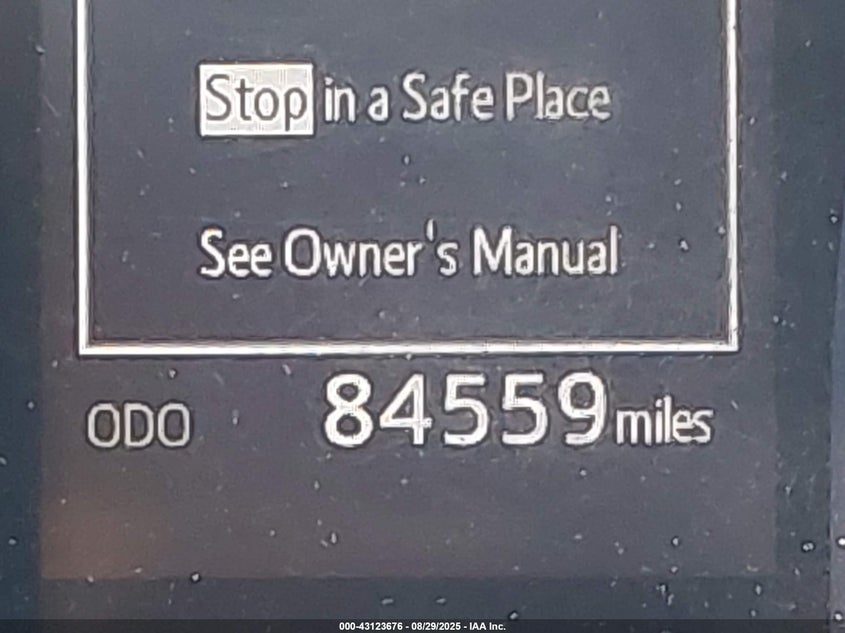 Stop in a Safe Place
See Owner's Manual
ODO 84559 miles
000-43123676 - 08/29/2025 - IAA Inc.